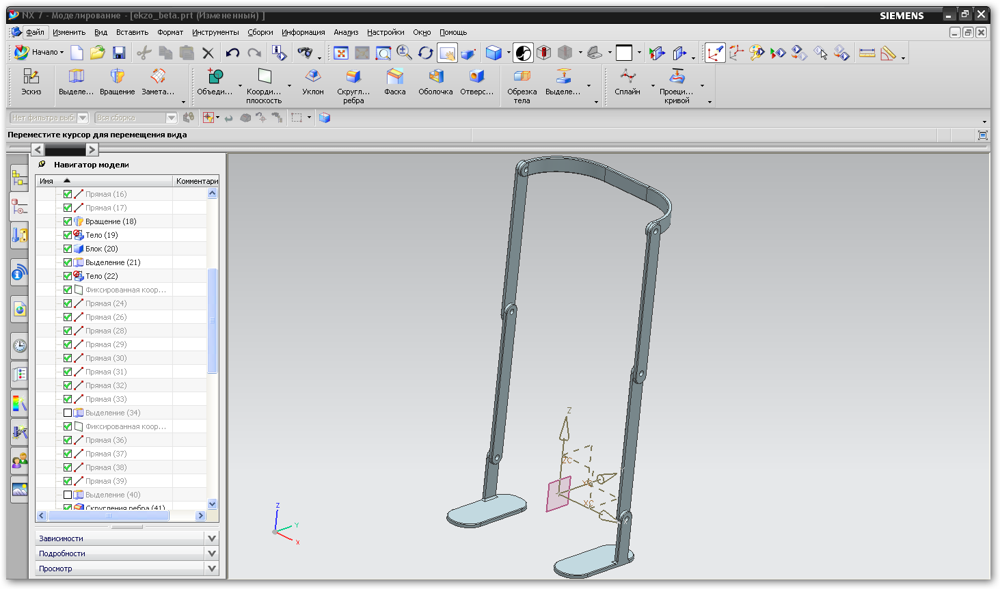 NX 7 - Моделирование - [ekzo_beta.prt (Измененный) ]
SIEMENS
Файл Изменить Вид Вставить Формат Инструменты Сборки Информация Анализ Настройки Окно Помощь
Начало
Эскиз Выделе... Вращение Замета... Объеди... Коорди... плоскость Уклон Скругл... ребра Фаска Оболочка Отверс... Обрезка тела Выделе... Сплайн Проеци... кривой
Нет фильтра выб Вся сборка
Переместите курсор для перемещения вида
Навигатор модели
Имя Комментари
Прямая (16)
Прямая (17)
Вращение (18)
Тело (19)
Блок (20)
Выделение (21)
Тело (22)
Фиксированная коор...
Прямая (24)
Прямая (26)
Прямая (28)
Прямая (29)
Прямая (30)
Прямая (31)
Прямая (32)
Прямая (33)
Выделение (34)
Фиксированная коор...
Прямая (36)
Прямая (37)
Прямая (38)
Прямая (39)
Выделение (40)
Скругления ребра (41)
Зависимости
Подробности
Просмотр
Z
Y
X
Z
ZC
XC